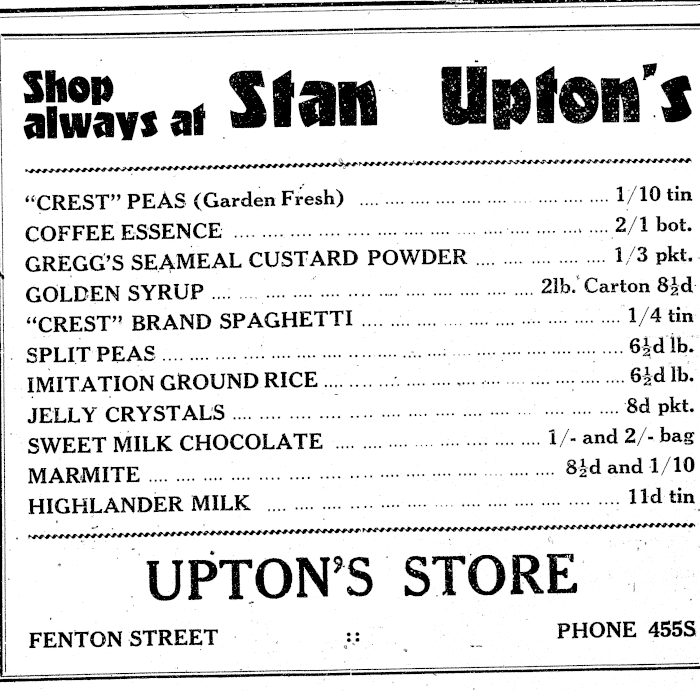 Shop
always at Stan Upton's
"CREST" PEAS (Garden Fresh) .... .... .... .... .... .... .... .... .... .... 1/10 tin
COFFEE ESSENCE .... .... .... .... .... .... .... .... .... .... .... .... .... .... 2/1 bot.
GREGG'S SEAMEAL CUSTARD POWDER .... .... .... .... .... 1/3 pkt.
GOLDEN SYRUP .... .... .... .... .... .... .... .... .... .... .... .... 2lb. Carton 8½d
"CREST" BRAND SPAGHETTI .... .... .... .... .... .... .... .... .... 1/4 tin
SPLIT PEAS .... .... .... .... .... .... .... .... .... .... .... .... .... .... .... .... 6½d lb.
IMITATION GROUND RICE .... .... .... .... .... .... .... .... .... .... .... 6½d lb.
JELLY CRYSTALS .... .... .... .... .... .... .... .... .... .... .... .... .... .... 8d pkt.
SWEET MILK CHOCOLATE .... .... .... .... .... .... .... 1/- and 2/- bag
MARMITE .... .... .... .... .... .... .... .... .... .... .... .... .... .... 8½d and 1/10
HIGHLANDER MILK .... .... .... .... .... .... .... .... .... .... .... .... .... 11d tin
UPTON'S STORE
FENTON STREET :: PHONE 455S